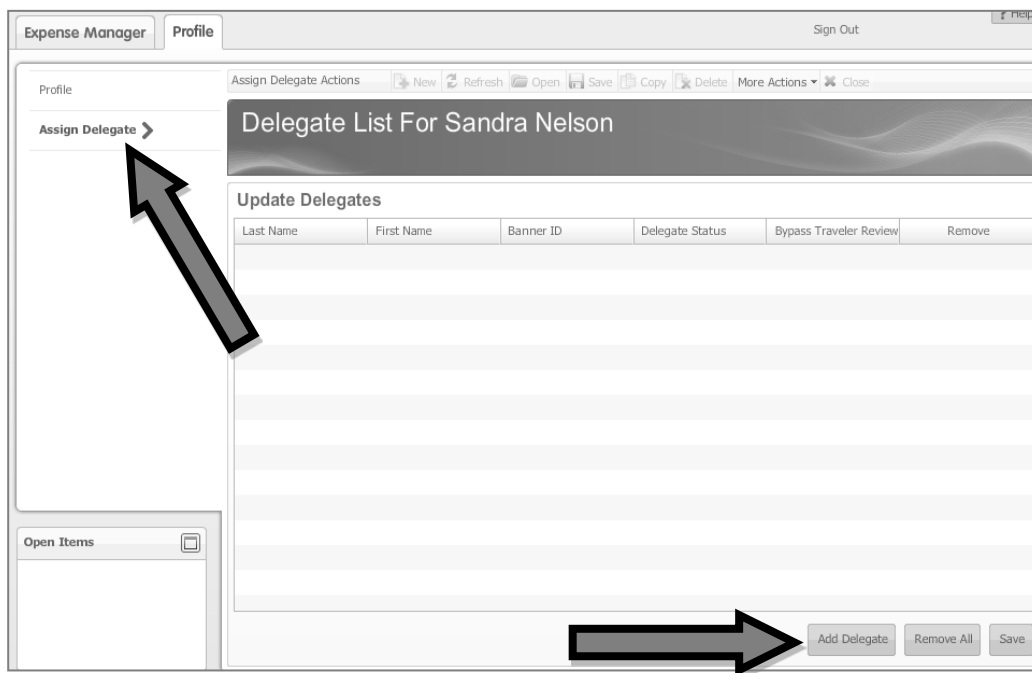 Help
Expense Manager Profile Sign Out
Profile
Assign Delegate
Assign Delegate Actions New Refresh Open Save Copy Delete More Actions Close
Delegate List For Sandra Nelson
Update Delegates
Last Name First Name Banner ID Delegate Status Bypass Traveler Review Remove
Open Items
Add Delegate Remove All Save